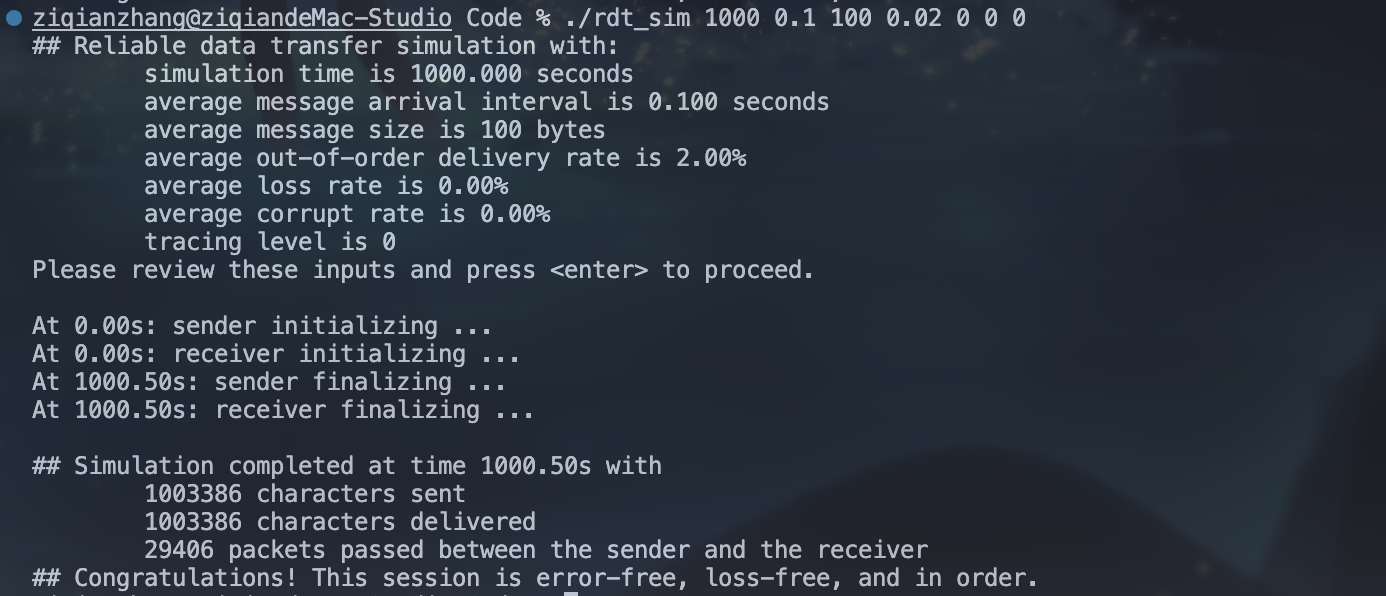 ziqianzhang@ziqiandeMac-Studio Code % ./rdt_sim 1000 0.1 100 0.02 0 0 0
## Reliable data transfer simulation with:
simulation time is 1000.000 seconds
average message arrival interval is 0.100 seconds
average message size is 100 bytes
average out-of-order delivery rate is 2.00%
average loss rate is 0.00%
average corrupt rate is 0.00%
tracing level is 0
Please review these inputs and press <enter> to proceed.
At 0.00s: sender initializing ...
At 0.00s: receiver initializing ...
At 1000.50s: sender finalizing ...
At 1000.50s: receiver finalizing ...
## Simulation completed at time 1000.50s with
1003386 characters sent
1003386 characters delivered
29406 packets passed between the sender and the receiver
## Congratulations! This session is error-free, loss-free, and in order.